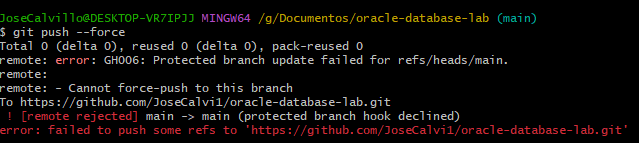 JoseCalvillo@DESKTOP-VR7IPJJ MINGW64 /g/Documentos/oracle-database-lab (main)
$ git push --force
Total 0 (delta 0), reused 0 (delta 0), pack-reused 0
remote: error: GH006: Protected branch update failed for refs/heads/main.
remote:
remote: - Cannot force-push to this branch
To https://github.com/JoseCalvi1/oracle-database-lab.git
 ! [remote rejected] main -> main (protected branch hook declined)
error: failed to push some refs to 'https://github.com/JoseCalvi1/oracle-database-lab.git'